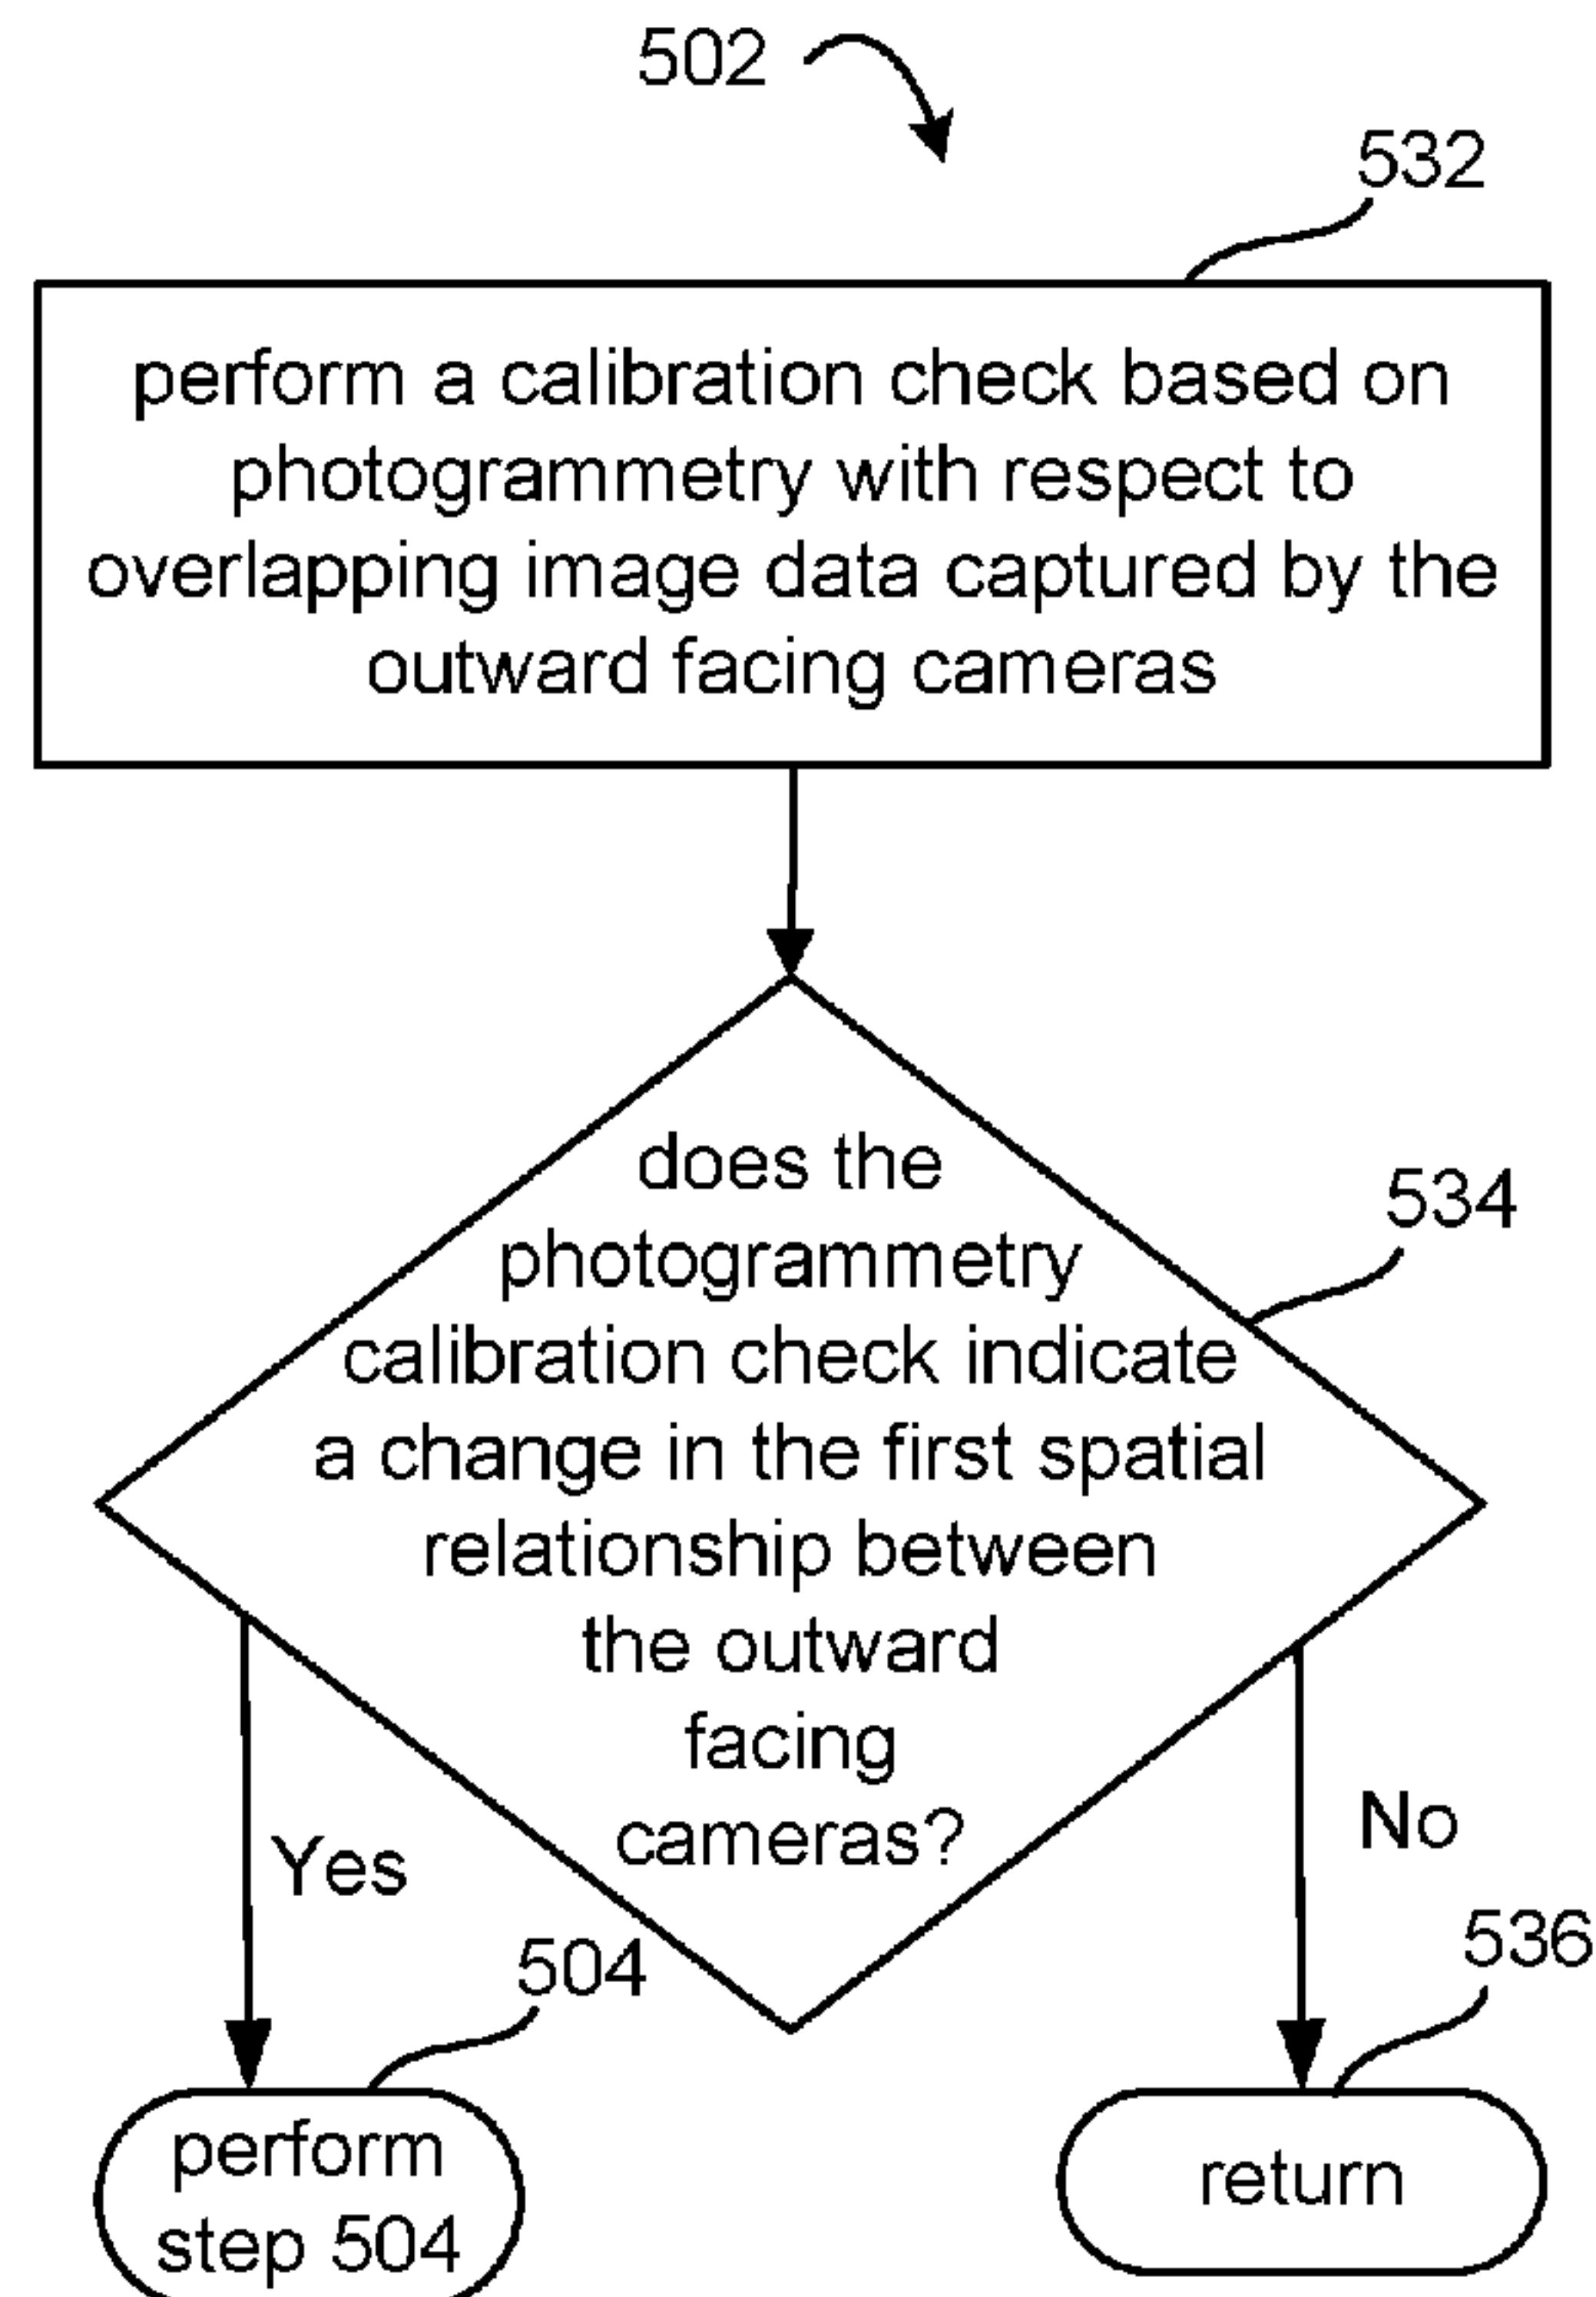 502
532
perform a calibration check based on
photogrammetry with respect to
overlapping image data captured by the
outward facing cameras
does the
photogrammetry
calibration check indicate
a change in the first spatial
relationship between
the outward
facing
cameras?
534
Yes
No
504
536
perform
step 504
return